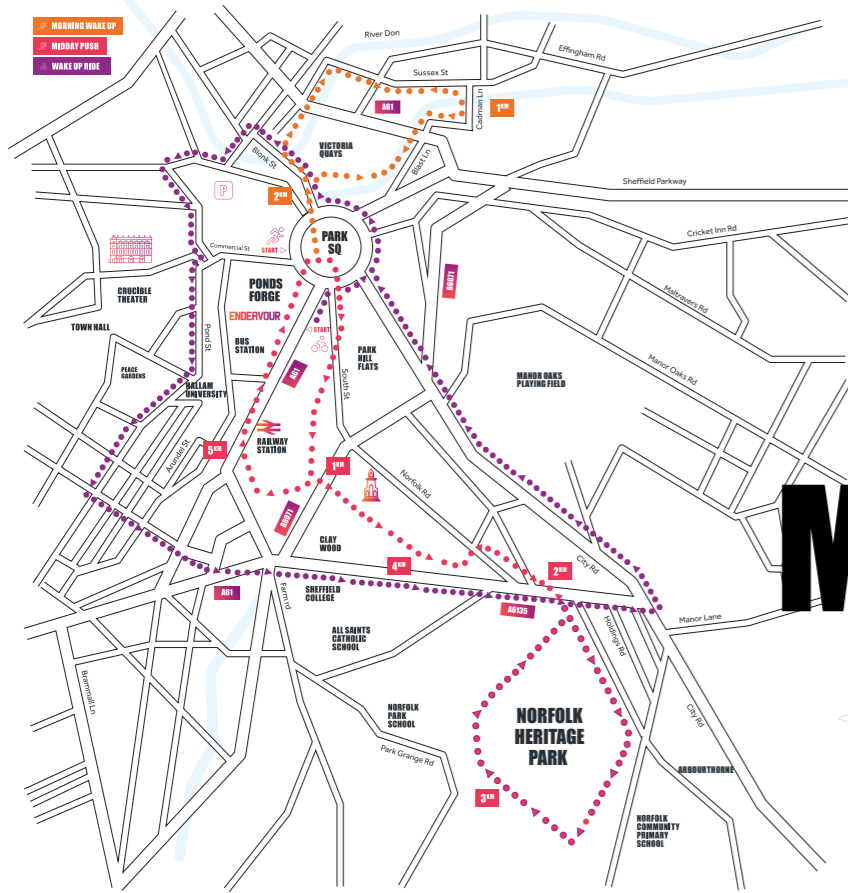 MORNING WAKE UP
MIDDAY PUSH
WAKE UP RIDE
River Don
Effingham Rd
Sussex St
A61
Cadman Ln
1KM
VICTORIA
QUAYS
Blonk St
Blast Ln
Sheffield Parkway
P
2KM
START
PARK
SQ
Commercial St
Cricket Inn Rd
CRUCIBLE
THEATER
PONDS
FORGE
B6071
Maltravers Rd
ENDEAVOUR
TOWN HALL
START
Pond St
BUS
STATION
PARK
HILL
FLATS
Manor Oaks Rd
PEACE
GARDENS
A61
South St
MANOR OAKS
PLAYING FIELD
HALLAM
UNIVERSITY
Arundel St
5KM
RAILWAY
STATION
1KM
Norfolk Rd
M
B6071
CLAY
WOOD
4KM
2KM
City Rd
A61
Farm rd
SHEFFIELD
COLLEGE
A6135
Holdings Rd
Manor Lane
ALL SAINTS
CATHOLIC
SCHOOL
Brammall Ln
NORFOLK
PARK
SCHOOL
NORFOLK
HERITAGE
PARK
City Rd
Park Grange Rd
ARBOURTHORNE
3KM
NORFOLK
COMMUNITY
PRIMARY
SCHOOL